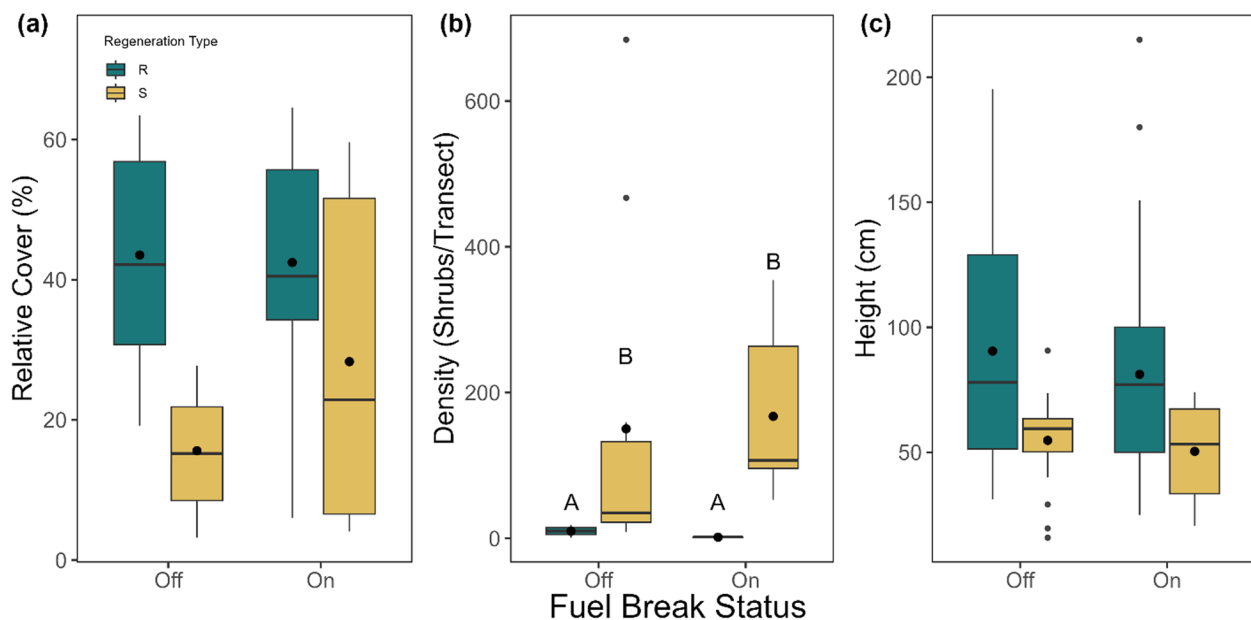 (a)
Regeneration Type
R
S
Relative Cover (%)
60
40
20
0
Off
On
(b)
Density (Shrubs/Transect)
600
400
200
0
A
B
A
B
Off
On
(c)
Height (cm)
200
150
100
50
Off
On
Fuel Break Status